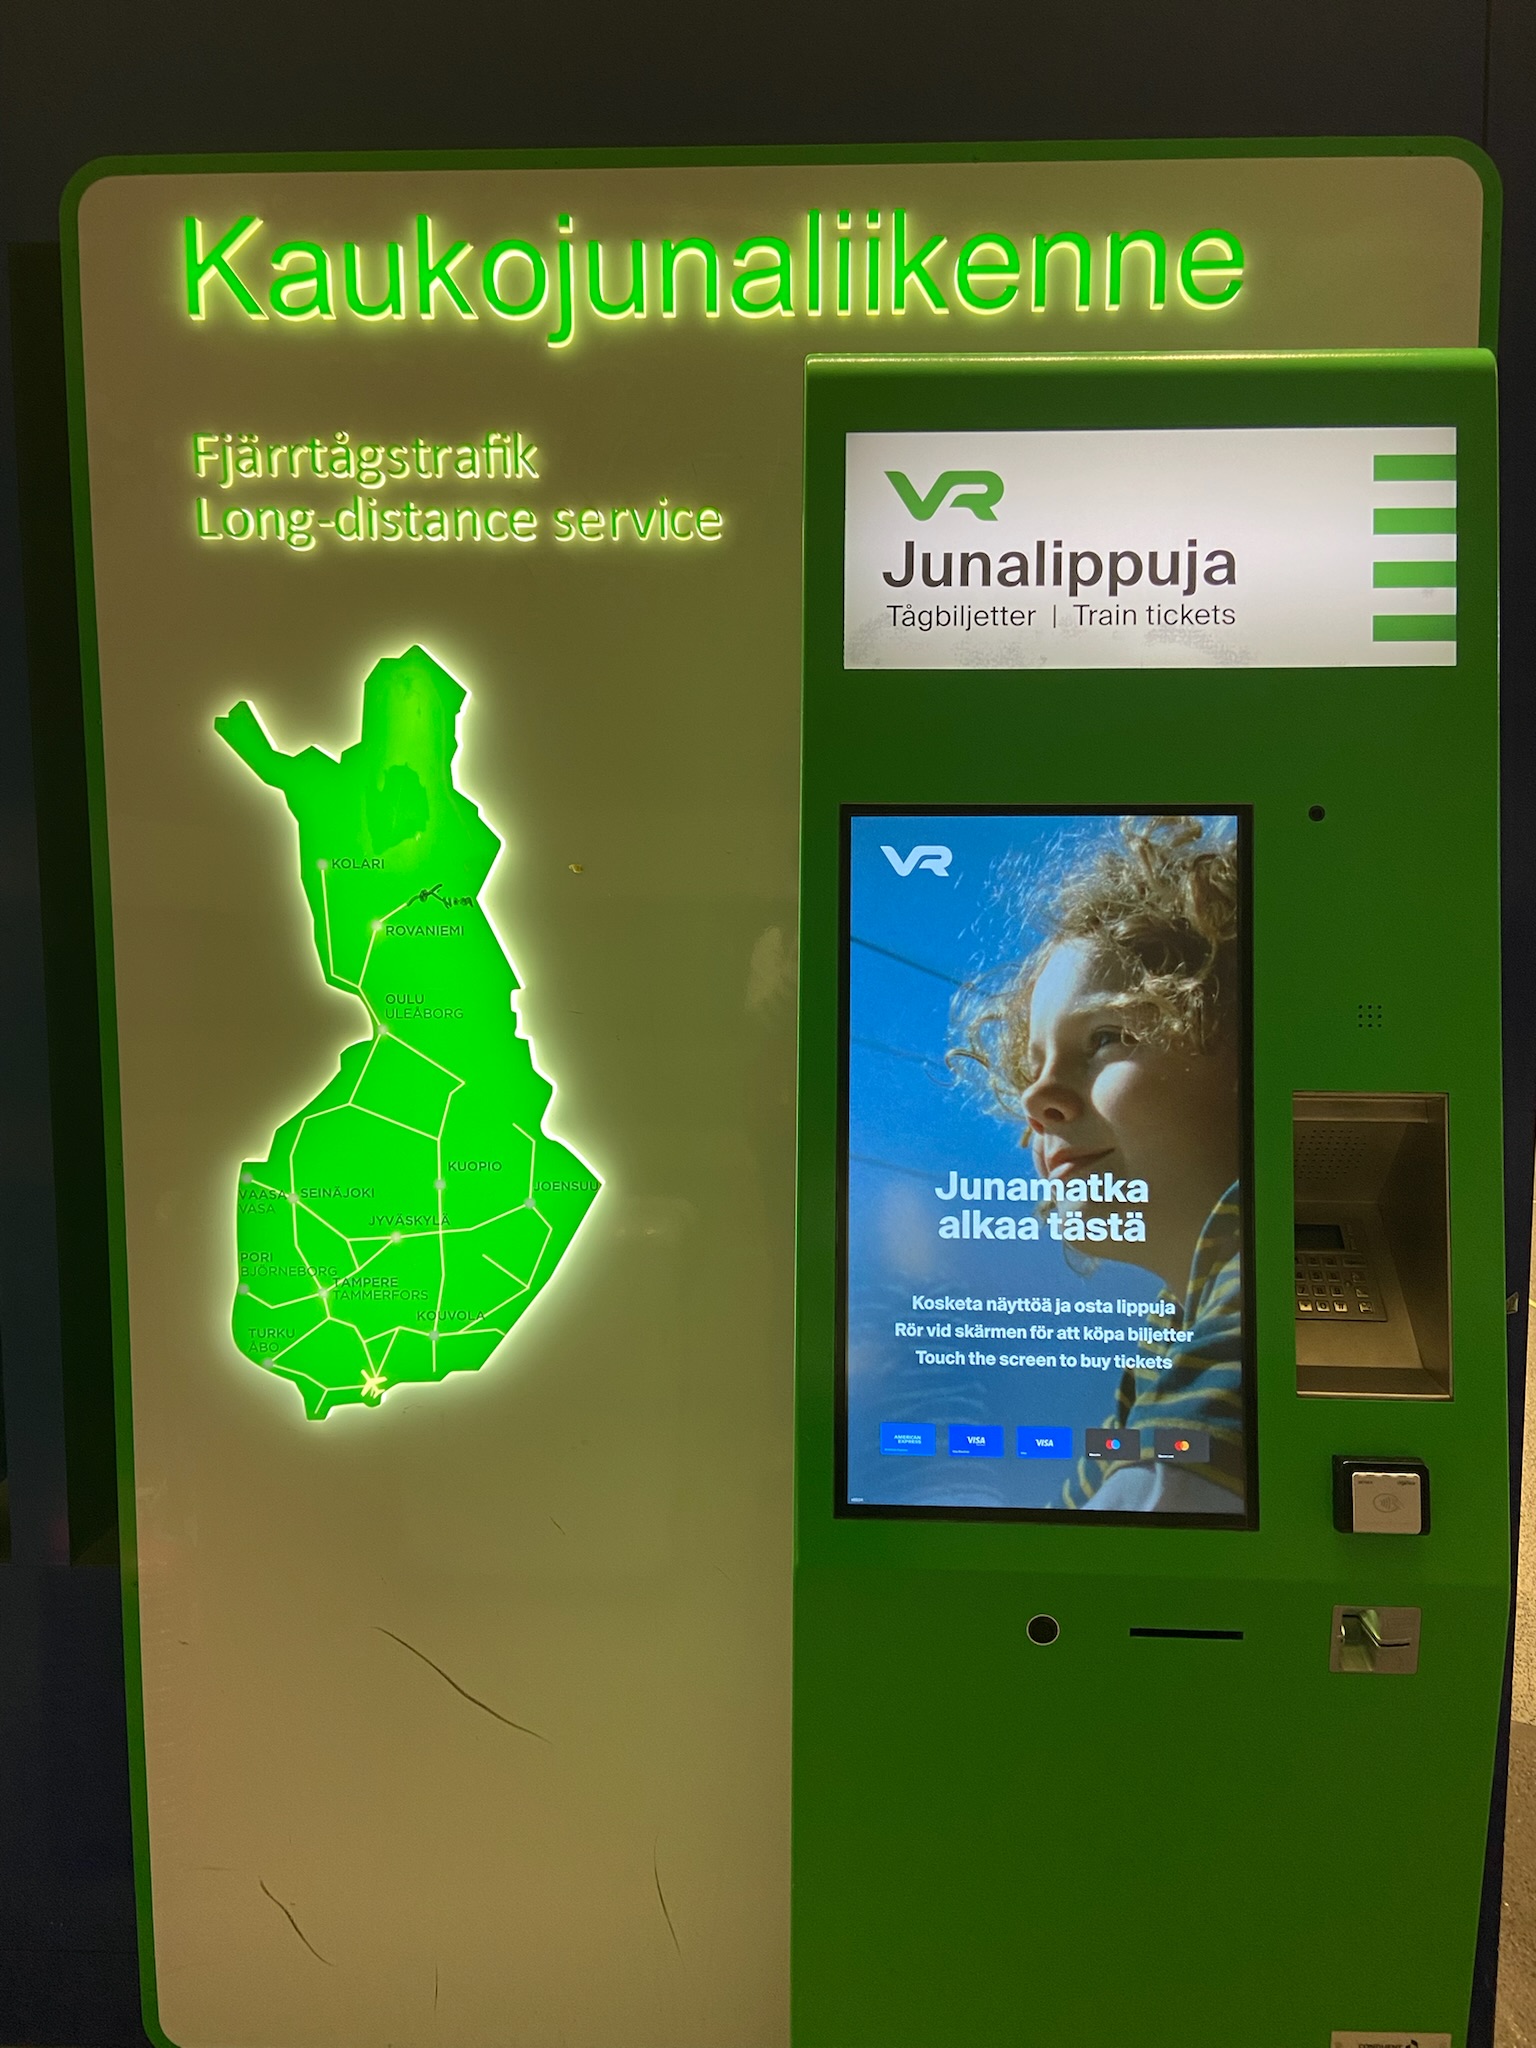 Kaukojunaliikenne
Fjärrtågstrafik
Long-distance service
KOLARI
ROVANIEMI
OULU
ULEÅBORG
KUOPIO
JOENSUU
VAASA
VASA
SEINÄJOKI
JYVÄSKYLÄ
PORI
BJÖRNEBORG
TAMPERE
TAMMERFORS
KOUVOLA
TURKU
ÅBO
VR
Junalippuja
Tågbiljetter | Train tickets
VR
Junamatka
alkaa tästä
Kosketa näyttöä ja osta lippuja
Rör vid skärmen för att köpa biljetter
Touch the screen to buy tickets
AMERICAN
EXPRESS
VISA
VISA